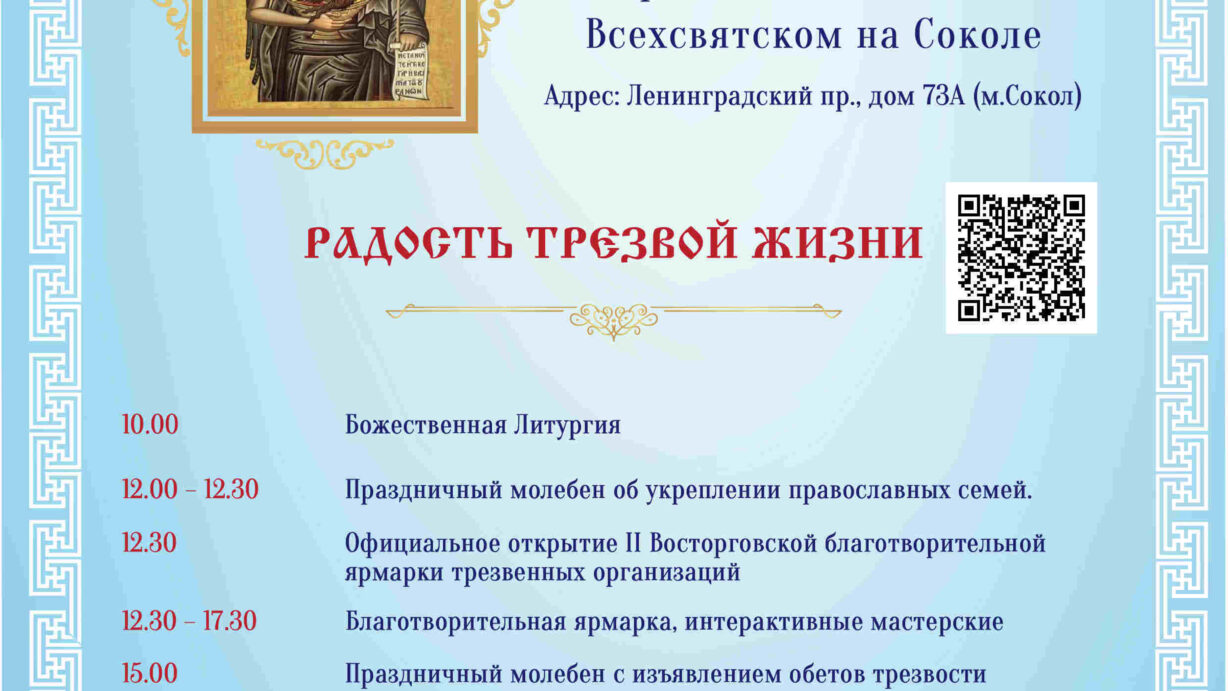 Всехсвятском на Соколе
Адрес: Ленинградский пр., дом 73А (м.Сокол)
РАДОСТЬ ТРЕЗВОЙ ЖИЗНИ
10.00 Божественная Литургия
12.00 – 12.30 Праздничный молебен об укреплении православных семей.
12.30 Официальное открытие II Восторговской благотворительной
ярмарки трезвенных организаций
12.30 – 17.30 Благотворительная ярмарка, интерактивные мастерские
15.00 Праздничный молебен с изъявлением обетов трезвости